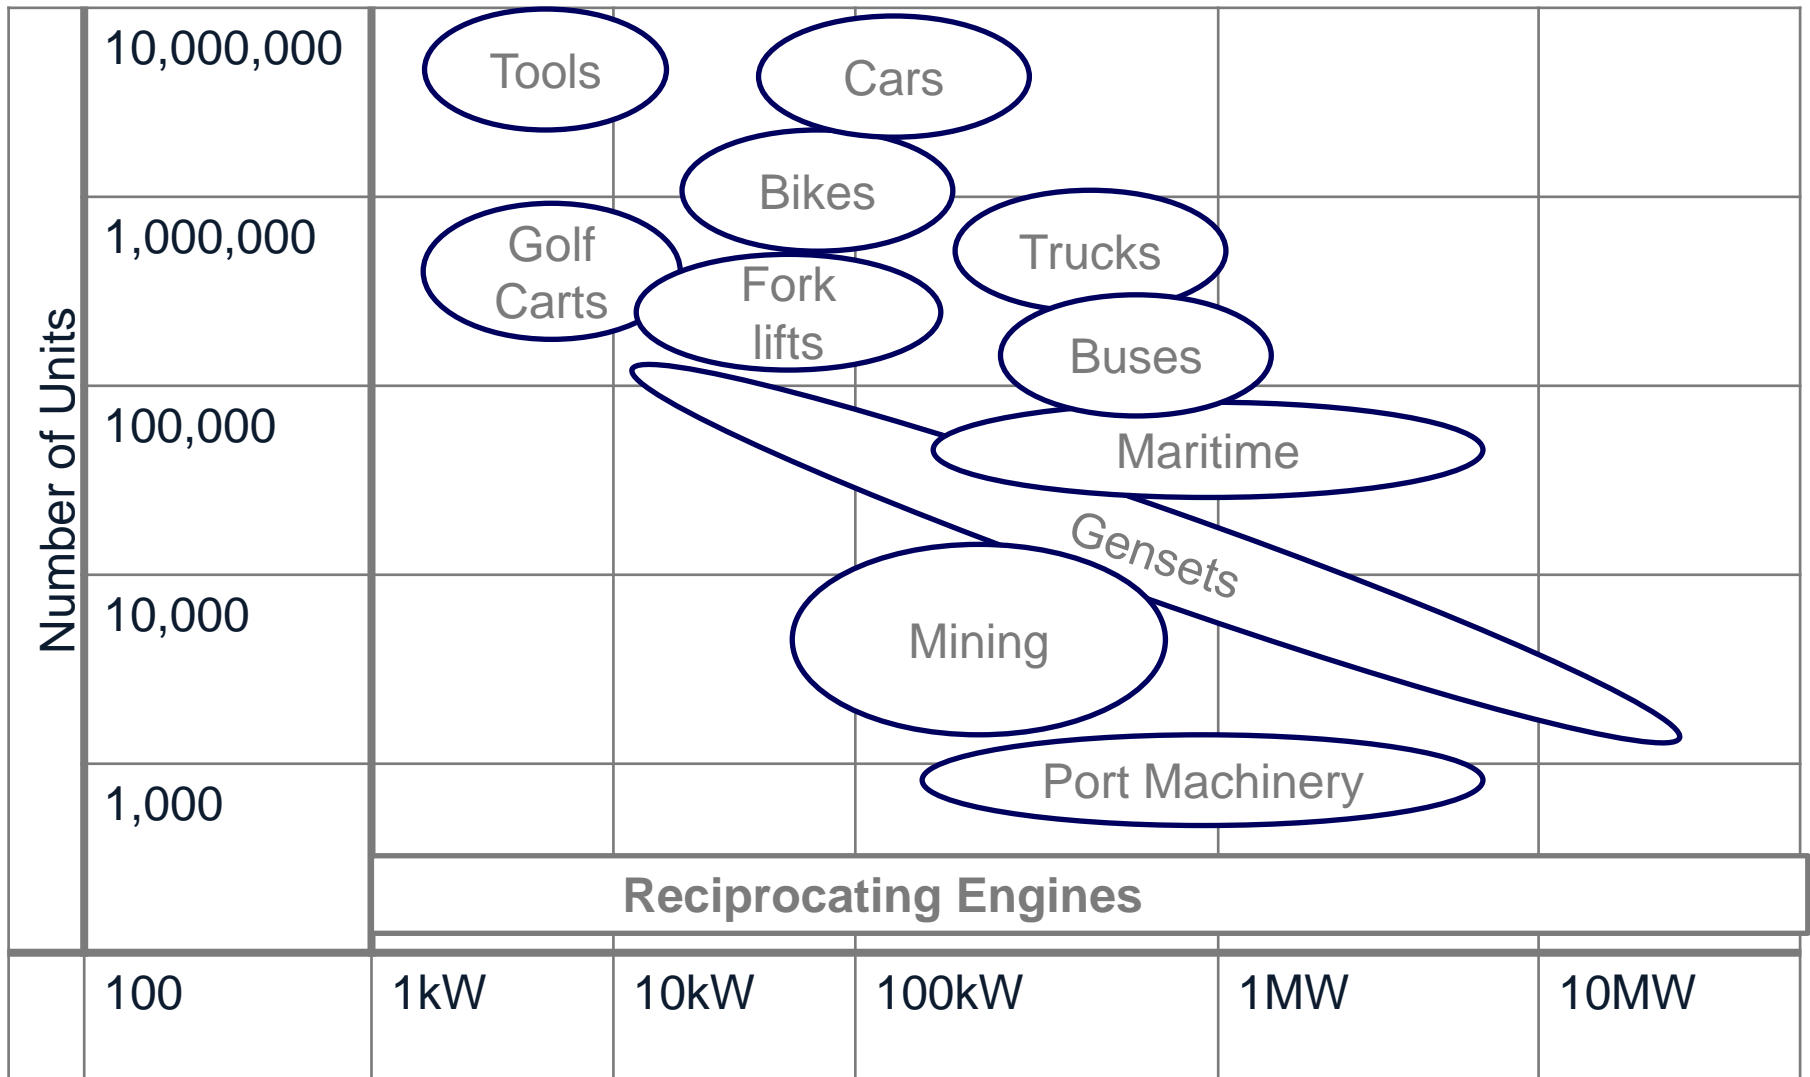 10,000,000
Tools
Cars
Bikes
1,000,000
Golf
Carts
Fork
lifts
Trucks
Buses
Number of Units
100,000
Maritime
Gensets
10,000
Mining
1,000
Port Machinery
Reciprocating Engines
100
1kW
10kW
100kW
1MW
10MW